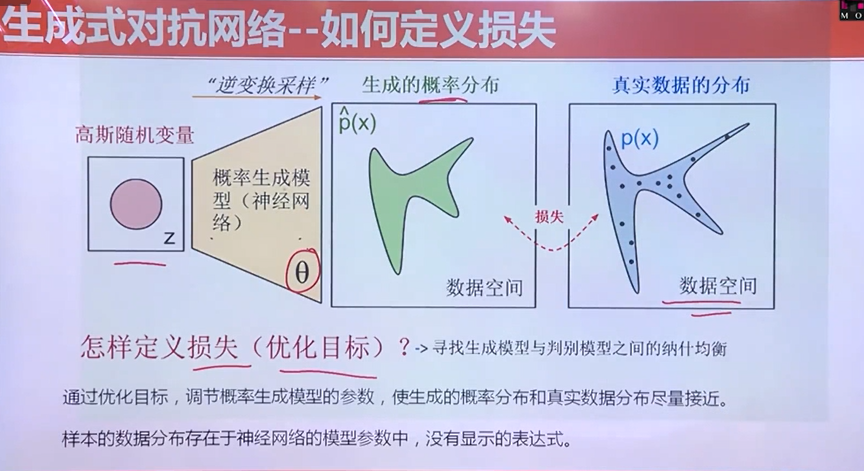 生成式对抗网络--如何定义损失
MO
“逆变换采样”
生成的概率分布
真实数据的分布
高斯随机变量
p̂(x)
p(x)
概率生成模
型（神经网
络）
z
θ
损失
数据空间
数据空间
怎样定义损失（优化目标）？-> 寻找生成模型与判别模型之间的纳什均衡
通过优化目标，调节概率生成模型的参数，使生成的概率分布和真实数据分布尽量接近。
样本的数据分布存在于神经网络的模型参数中，没有显示的表达式。